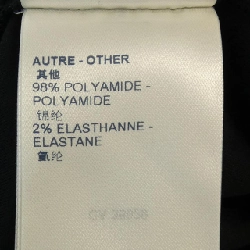 AUTRE - OTHER
其他
98% POLYAMIDE -
POLYAMIDE
锦纶
2% ELASTHANNE -
ELASTANE
氨纶